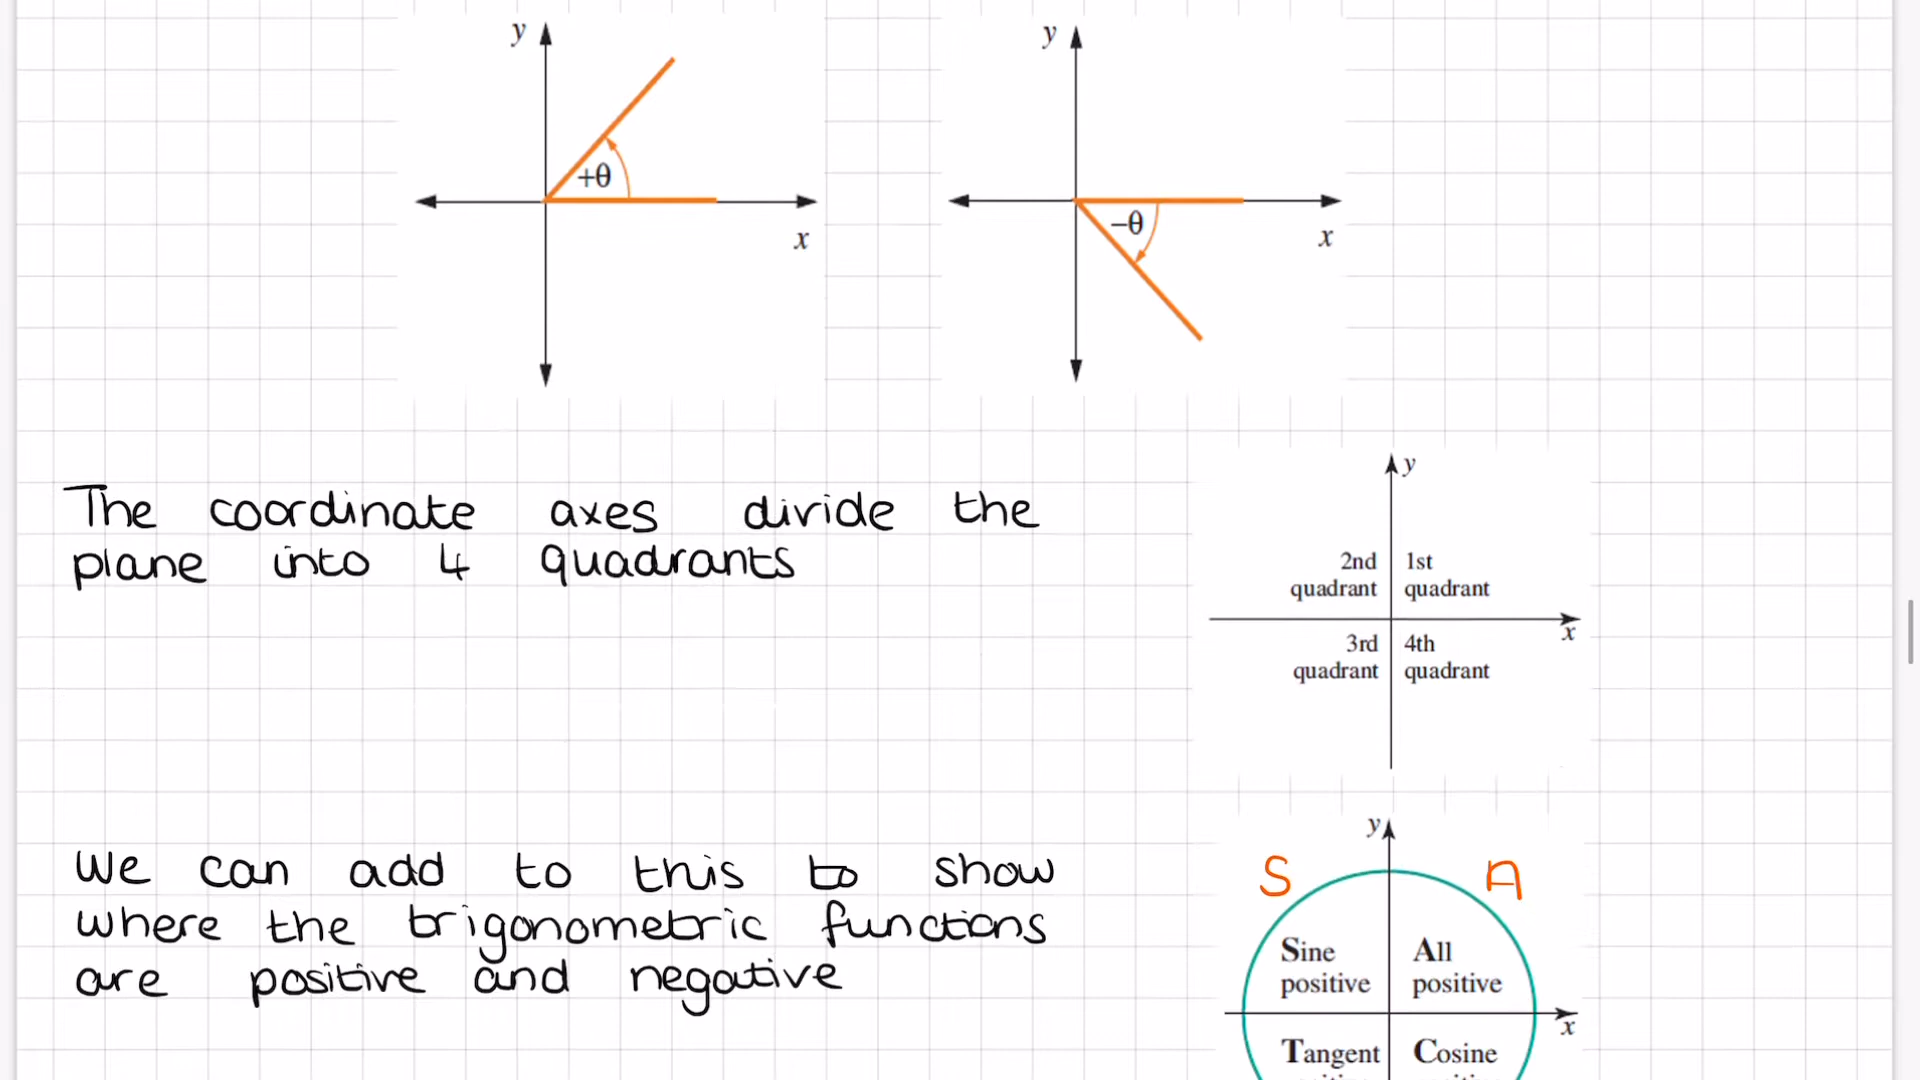 y
+θ
x
y
−θ
x
The coordinate axes divide the
plane into 4 quadrants
y
2nd quadrant
1st quadrant
x
3rd quadrant
4th quadrant
We can add to this to show
where the trigonometric functions
are positive and negative
y
S
A
Sine
positive
All
positive
x
Tangent
Cosine